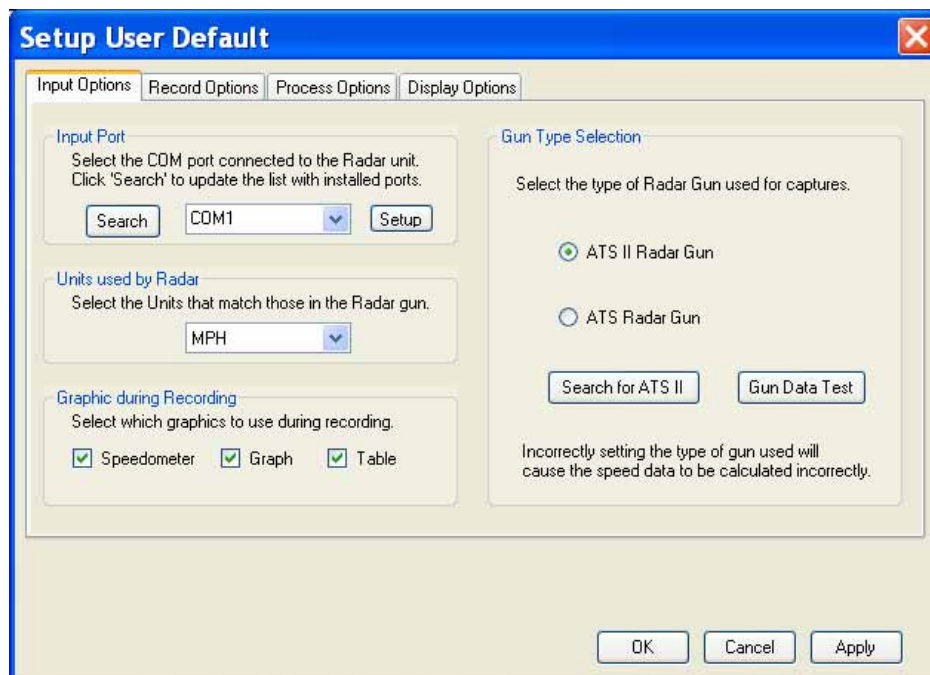 Setup User Default
Input Options
Record Options
Process Options
Display Options
Input Port
Select the COM port connected to the Radar unit.
Click 'Search' to update the list with installed ports.
Search
COM1
Setup
Units used by Radar
Select the Units that match those in the Radar gun.
MPH
Graphic during Recording
Select which graphics to use during recording.
Speedometer
Graph
Table
Gun Type Selection
Select the type of Radar Gun used for captures.
ATS II Radar Gun
ATS Radar Gun
Search for ATS II
Gun Data Test
Incorrectly setting the type of gun used will
cause the speed data to be calculated incorrectly.
OK
Cancel
Apply